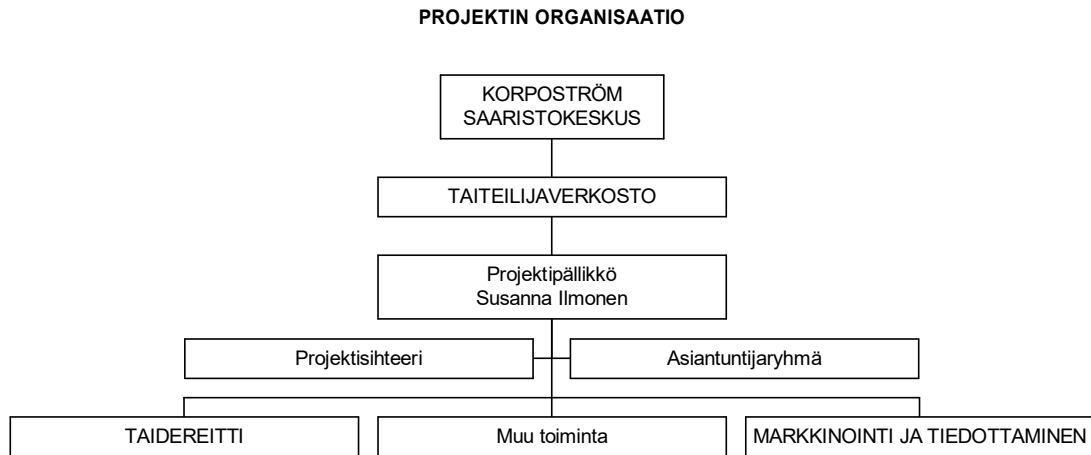 PROJEKTIN ORGANISAATIO
KORPOSTRÖM
SAARISTOKESKUS
TAITEILIJAVERKOSTO
Projektipällikkö
Susanna Ilmonen
Projektisihteeri
Asiantuntijaryhmä
TAIDEREITTI
Muu toiminta
MARKKINOINTI JA TIEDOTTAMINEN